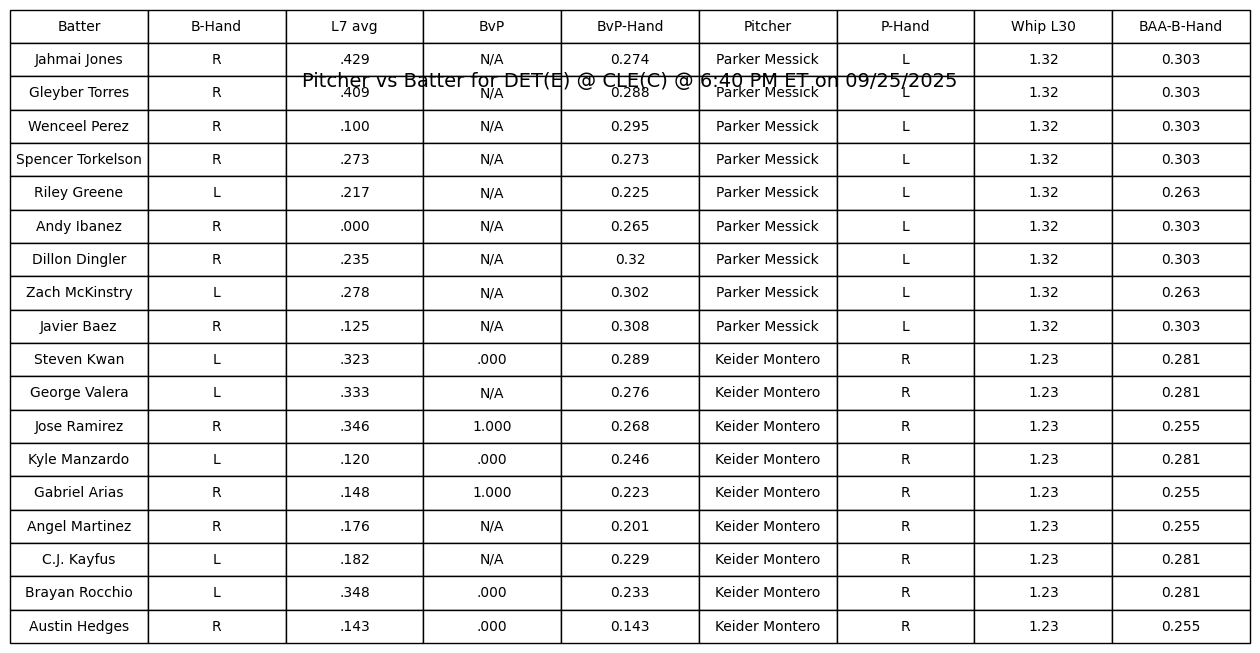 Batter B-Hand L7 avg BvP BvP-Hand Pitcher P-Hand Whip L30 BAA-B-Hand
Jahmai Jones R .429 N/A 0.274 Parker Messick L 1.32 0.303
Pitcher vs Batter for DET(E) @ CLE(C) @ 6:40 PM ET on 09/25/2025
Gleyber Torres R .409 N/A 0.288 Parker Messick L 1.32 0.303
Wenceel Perez R .100 N/A 0.295 Parker Messick L 1.32 0.303
Spencer Torkelson R .273 N/A 0.273 Parker Messick L 1.32 0.303
Riley Greene L .217 N/A 0.225 Parker Messick L 1.32 0.263
Andy Ibanez R .000 N/A 0.265 Parker Messick L 1.32 0.303
Dillon Dingler R .235 N/A 0.32 Parker Messick L 1.32 0.303
Zach McKinstry L .278 N/A 0.302 Parker Messick L 1.32 0.263
Javier Baez R .125 N/A 0.308 Parker Messick L 1.32 0.303
Steven Kwan L .323 .000 0.289 Keider Montero R 1.23 0.281
George Valera L .333 N/A 0.276 Keider Montero R 1.23 0.281
Jose Ramirez R .346 1.000 0.268 Keider Montero R 1.23 0.255
Kyle Manzardo L .120 .000 0.246 Keider Montero R 1.23 0.281
Gabriel Arias R .148 1.000 0.223 Keider Montero R 1.23 0.255
Angel Martinez R .176 N/A 0.201 Keider Montero R 1.23 0.255
C.J. Kayfus L .182 N/A 0.229 Keider Montero R 1.23 0.281
Brayan Rocchio L .348 .000 0.233 Keider Montero R 1.23 0.281
Austin Hedges R .143 .000 0.143 Keider Montero R 1.23 0.255